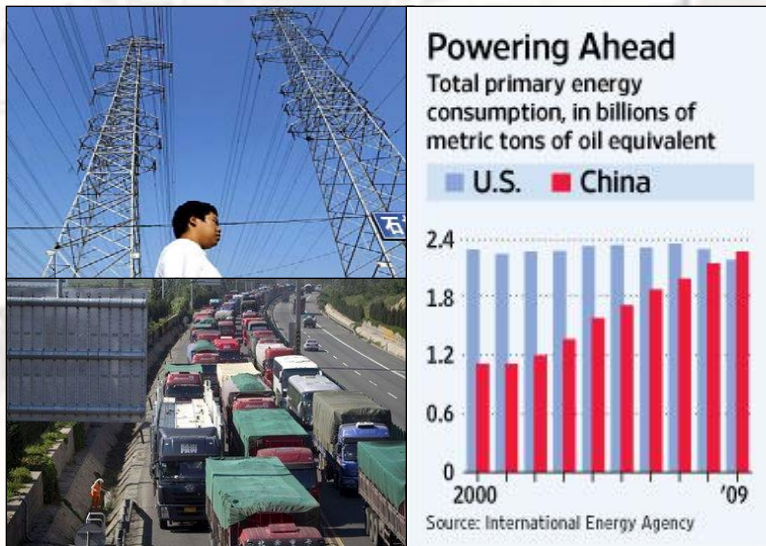 石
Powering Ahead
Total primary energy
consumption, in billions of
metric tons of oil equivalent
U.S. China
2.4
1.8
1.2
0.6
0
2000 '09
Source: International Energy Agency